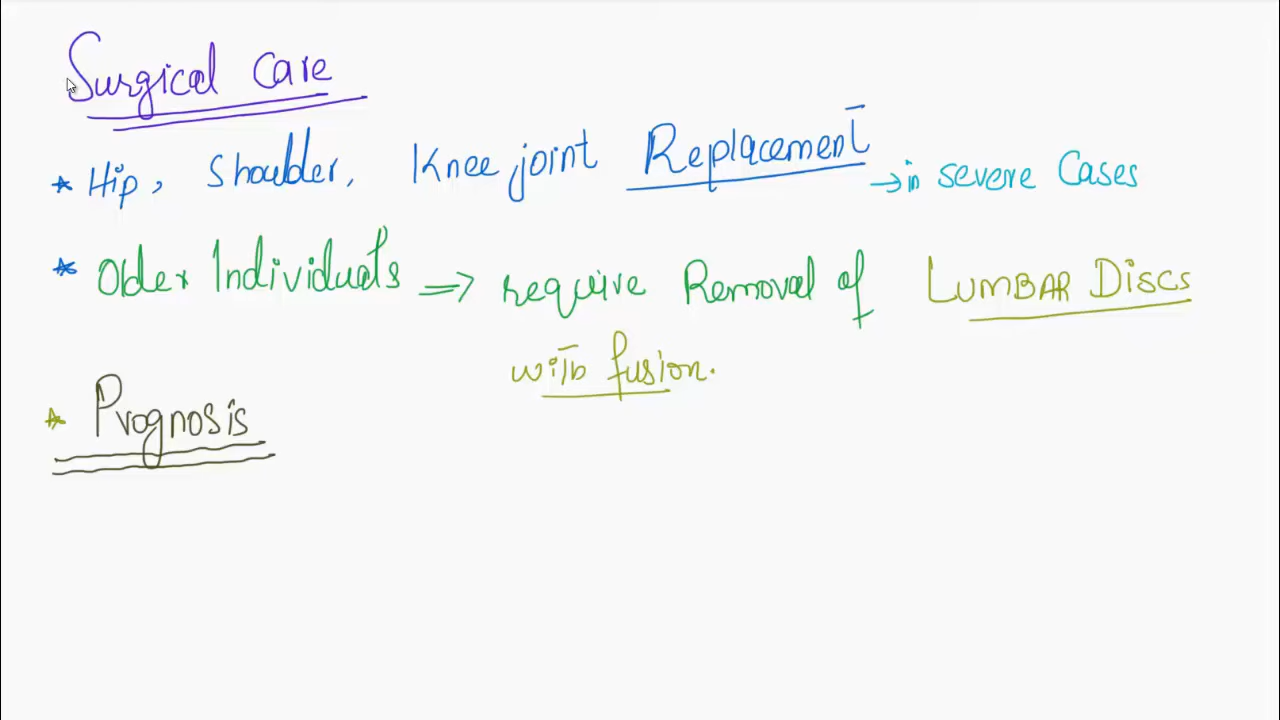 Surgical Care
* Hip, Shoulder, Knee joint Replacement → in severe Cases
* Older Individuals ⇒ require Removal of LUMBAR DISCS
with fusion.
* Prognosis